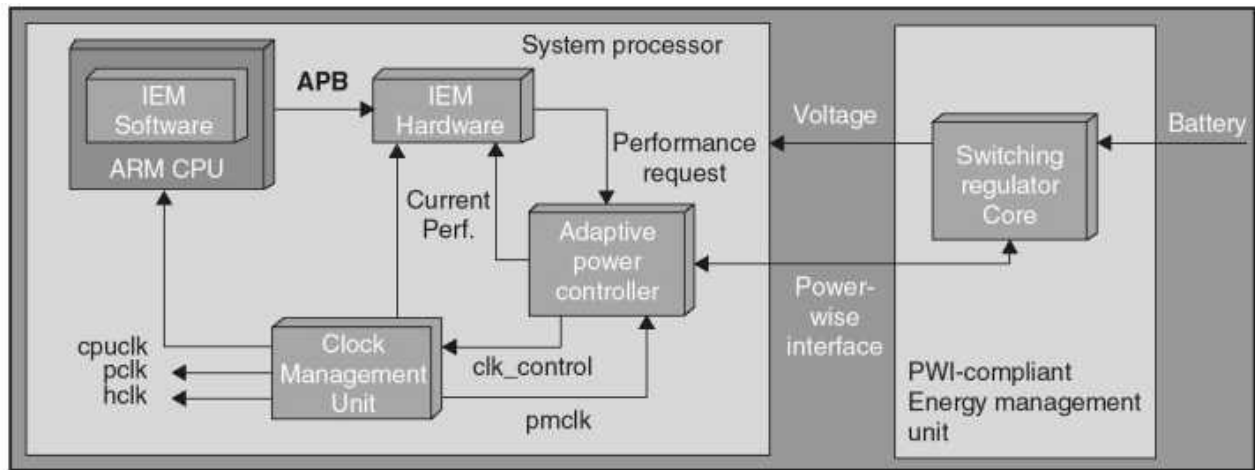 System processor
IEM
Software
ARM CPU
APB
IEM
Hardware
Performance
request
Current
Perf.
Adaptive
power
controller
cpuclk
pclk
hclk
Clock
Management
Unit
clk_control
pmclk
Voltage
Power-
wise
interface
Switching
regulator
Core
Battery
PWI-compliant
Energy management
unit